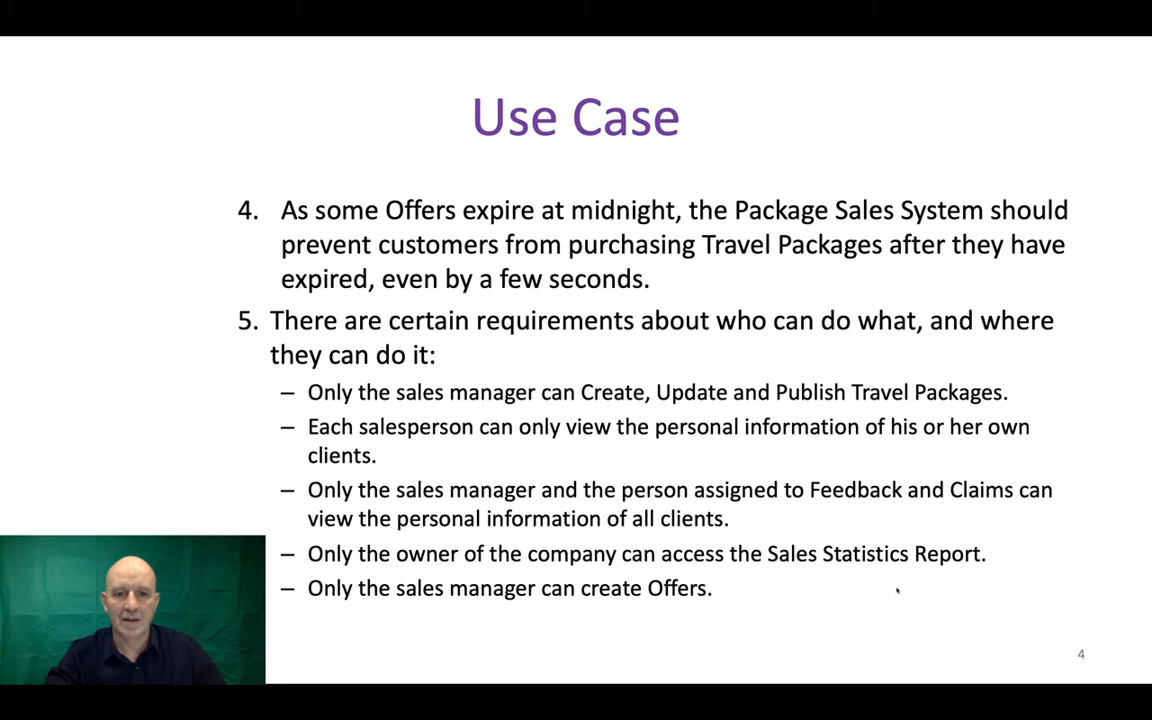 Use Case
4. As some Offers expire at midnight, the Package Sales System should
prevent customers from purchasing Travel Packages after they have
expired, even by a few seconds.
5. There are certain requirements about who can do what, and where
they can do it:
– Only the sales manager can Create, Update and Publish Travel Packages.
– Each salesperson can only view the personal information of his or her own
clients.
– Only the sales manager and the person assigned to Feedback and Claims can
view the personal information of all clients.
– Only the owner of the company can access the Sales Statistics Report.
– Only the sales manager can create Offers.
4